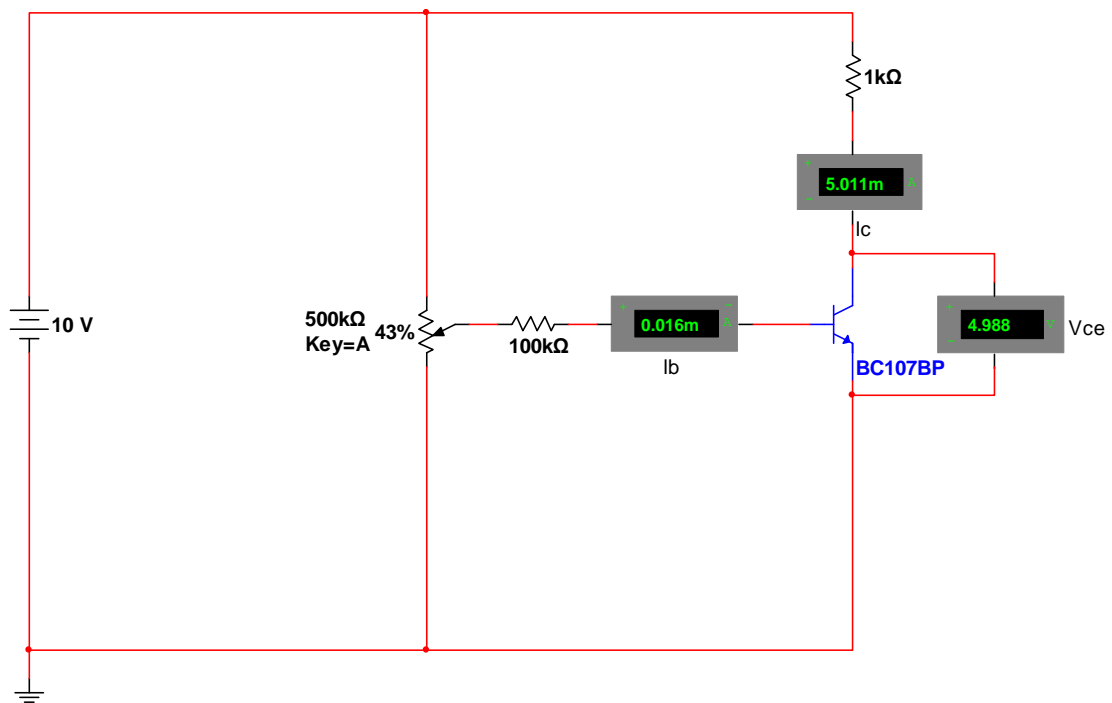 1kΩ
5.011m
A
Ic
10 V
500kΩ
Key=A
43%
100kΩ
0.016m
A
Ib
4.988
V
Vce
BC107BP